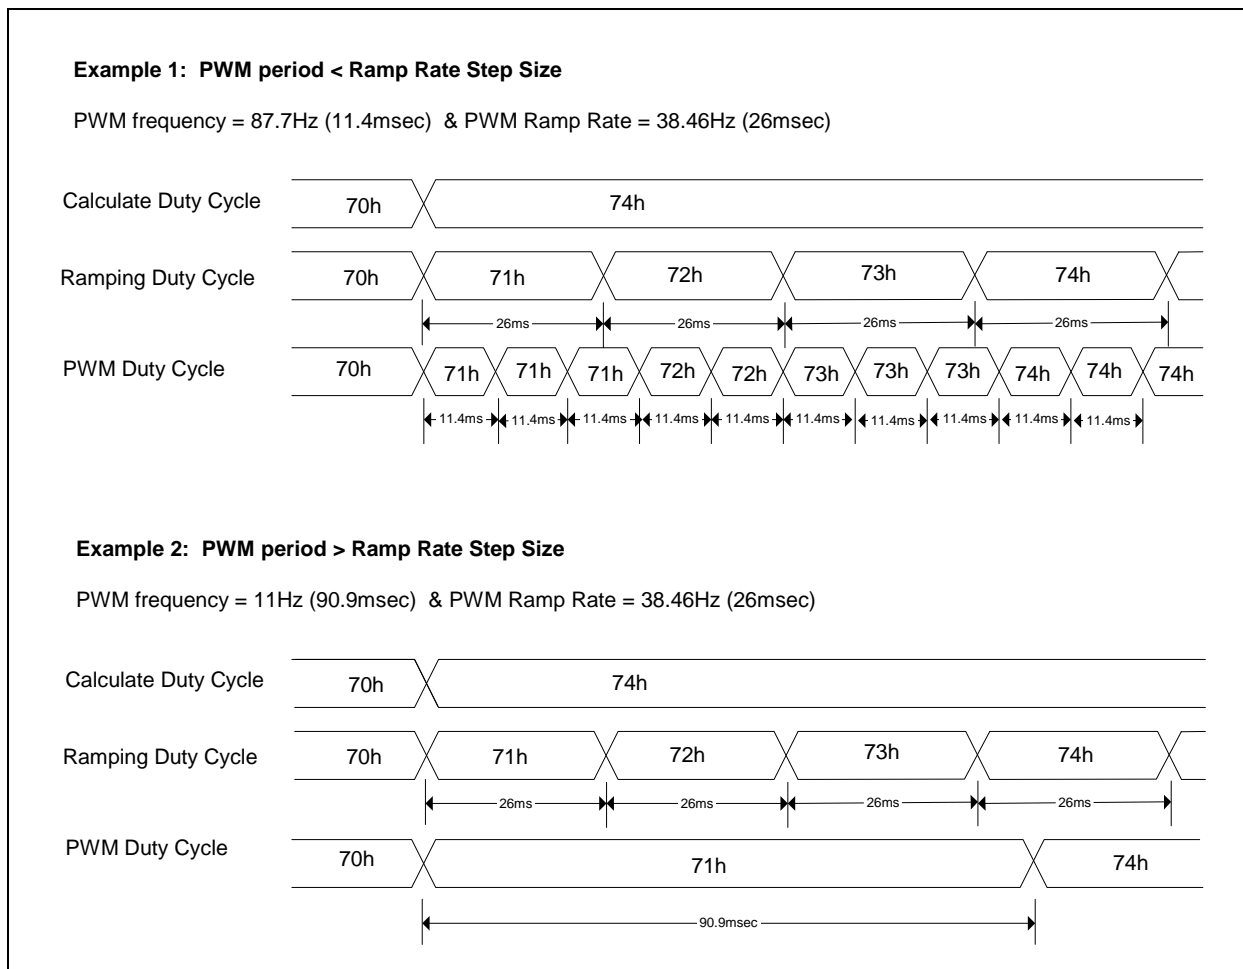 Example 1: PWM period < Ramp Rate Step Size
PWM frequency = 87.7Hz (11.4msec) & PWM Ramp Rate = 38.46Hz (26msec)
Calculate Duty Cycle 70h 74h
Ramping Duty Cycle 70h 71h 72h 73h 74h
26ms 26ms 26ms 26ms
PWM Duty Cycle 70h 71h 71h 71h 72h 72h 73h 73h 73h 74h 74h 74h
11.4ms 11.4ms 11.4ms 11.4ms 11.4ms 11.4ms 11.4ms 11.4ms 11.4ms 11.4ms
Example 2: PWM period > Ramp Rate Step Size
PWM frequency = 11Hz (90.9msec) & PWM Ramp Rate = 38.46Hz (26msec)
Calculate Duty Cycle 70h 74h
Ramping Duty Cycle 70h 71h 72h 73h 74h
26ms 26ms 26ms 26ms
PWM Duty Cycle 70h 71h 74h
90.9msec